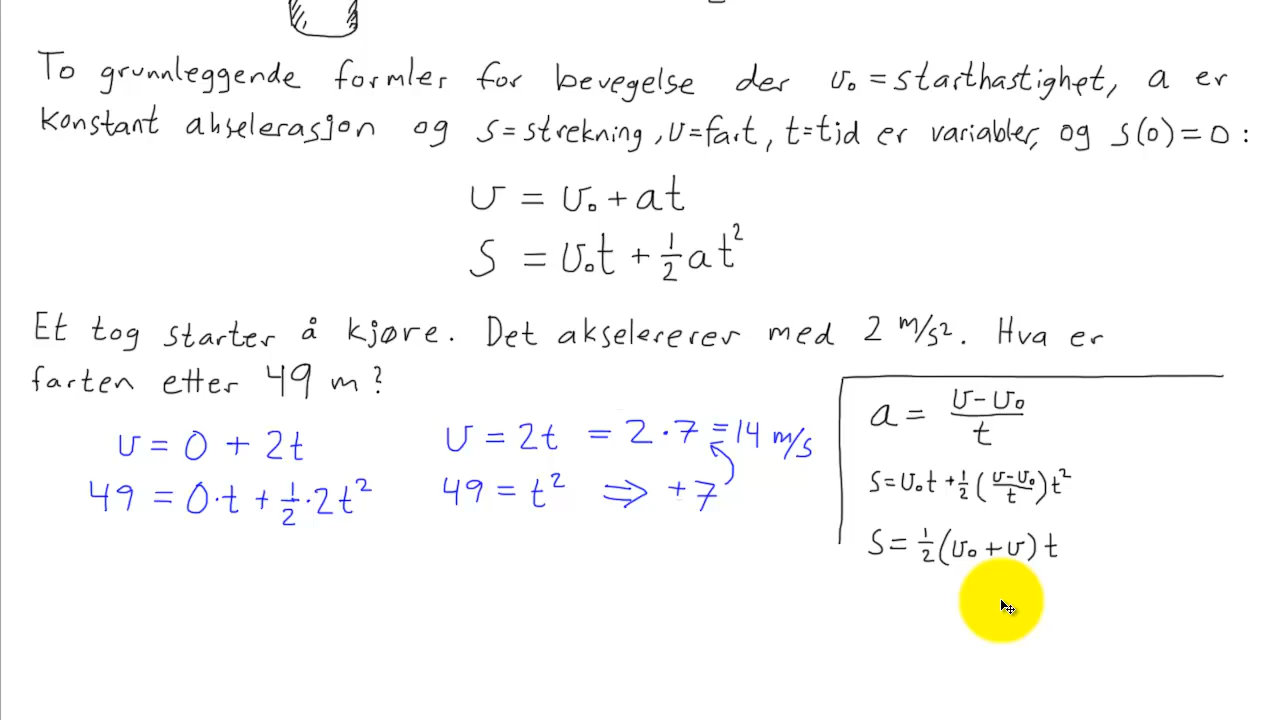 To grunnleggende formler for bevegelse der v₀ = starthastighet, a er
konstant akselerasjon og s = strekning, v = fart, t = tid er variabler, og s(0) = 0 :
v = v₀ + at
s = v₀t + ½at²
Et tog starter å kjøre. Det akselererer med 2 m/s². Hva er
farten etter 49 m?
v = 0 + 2t
49 = 0·t + ½·2t²
v = 2t = 2·7 = 14 m/s
49 = t² ⇒ +7
a = (v - v₀)/t
s = v₀t + ½((v-v₀)/t)t²
s = ½(v₀ + v)t